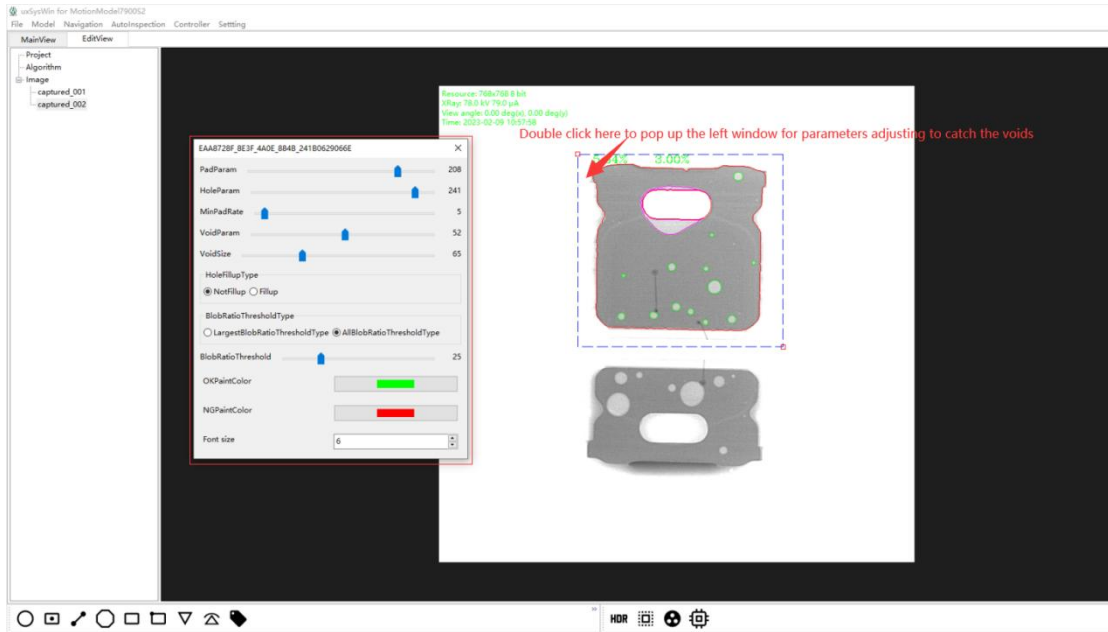 uxSysWin for MotionModel7900S2
File Model Navigation AutoInspection Controller Settting
MainView EditView
Project
Algorithm
Image
captured_001
captured_002
Resource: 768x768 8 bit
XRay: 78.0 kV 79.0 μA
View angle: 0.00 deg(x), 0.00 deg(y)
Time: 2023-02-09 10:57:58
Double click here to pop up the left window for parameters adjusting to catch the voids
3.00%
EAAB728F_8E3F_4A0E_8B4B_241B0629066E
PadParam 208
HoleParam 241
MinPadRate 5
VoidParam 52
VoidSize 65
HoleFillupType
NotFillup Fillup
BlobRatioThresholdType
LargestBlobRatioThresholdType AllBlobRatioThresholdType
BlobRatioThreshold 25
OKPaintColor
NGPaintColor
Font size 6
HDR